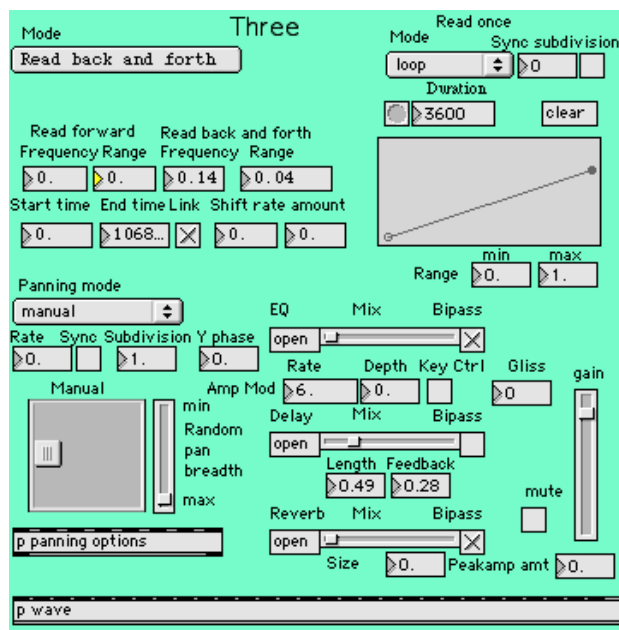 Three
Mode
Read back and forth
Read once
Mode
Sync subdivision
loop
0
Duration
3600
clear
Read forward
Read back and forth
Frequency Range
Frequency Range
0.
0.
0.14
0.04
Start time End time Link Shift rate amount
0.
1068...
0.
0.
min
max
Range
0.
1.
Panning mode
manual
Rate Sync Subdivision Y phase
0.
1.
0.
Manual
min
Random
pan
breadth
max
p panning options
EQ
Mix
Bipass
open
Rate
Depth
Key Ctrl
Gliss
Amp Mod
6.
0.
0
gain
Delay
Mix
Bipass
open
Length Feedback
0.49
0.28
mute
Reverb
Mix
Bipass
open
Size
0.
Peakamp amt
0.
p wave